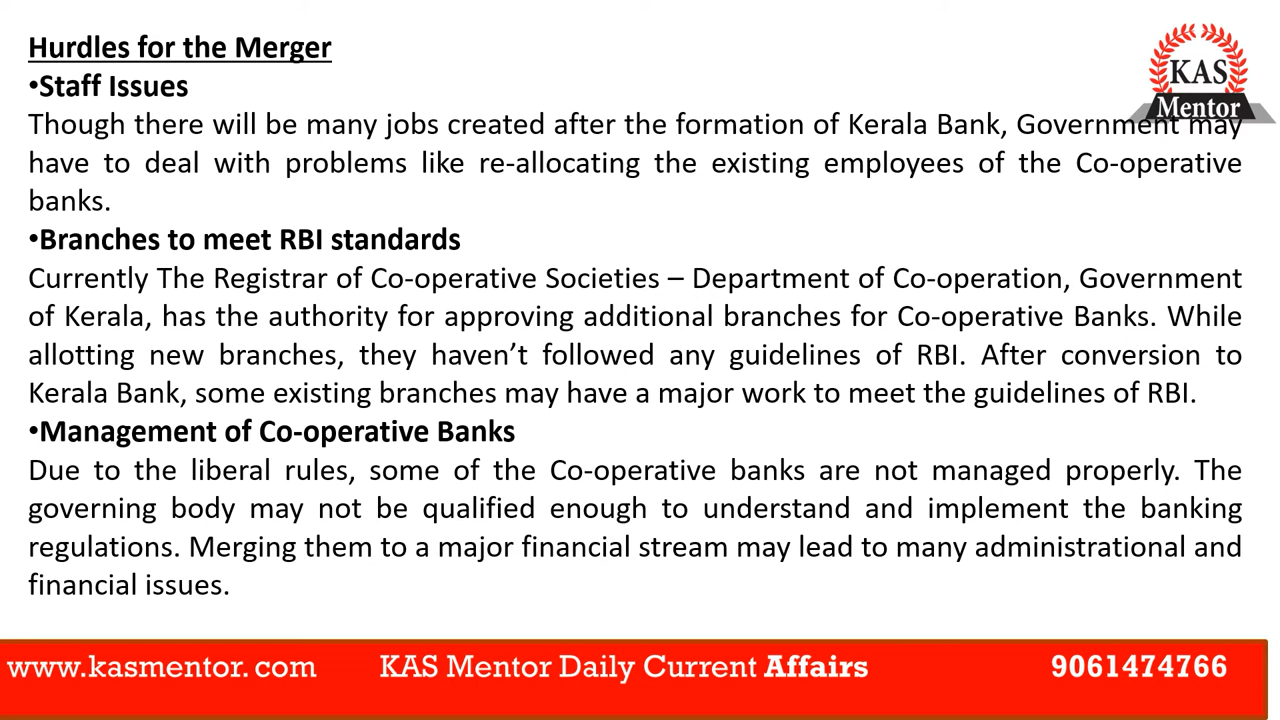 Hurdles for the Merger
•Staff Issues
KAS
Mentor
Though there will be many jobs created after the formation of Kerala Bank, Government may
have to deal with problems like re-allocating the existing employees of the Co-operative
banks.
•Branches to meet RBI standards
Currently The Registrar of Co-operative Societies – Department of Co-operation, Government
of Kerala, has the authority for approving additional branches for Co-operative Banks. While
allotting new branches, they haven’t followed any guidelines of RBI. After conversion to
Kerala Bank, some existing branches may have a major work to meet the guidelines of RBI.
•Management of Co-operative Banks
Due to the liberal rules, some of the Co-operative banks are not managed properly. The
governing body may not be qualified enough to understand and implement the banking
regulations. Merging them to a major financial stream may lead to many administrational and
financial issues.
www.kasmentor.com KAS Mentor Daily Current Affairs 9061474766